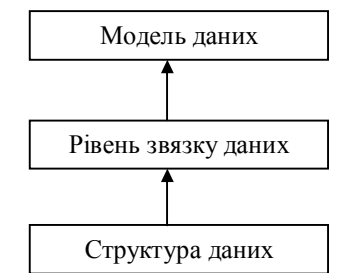 Модель даних
Рівень звязку даних
Структура даних